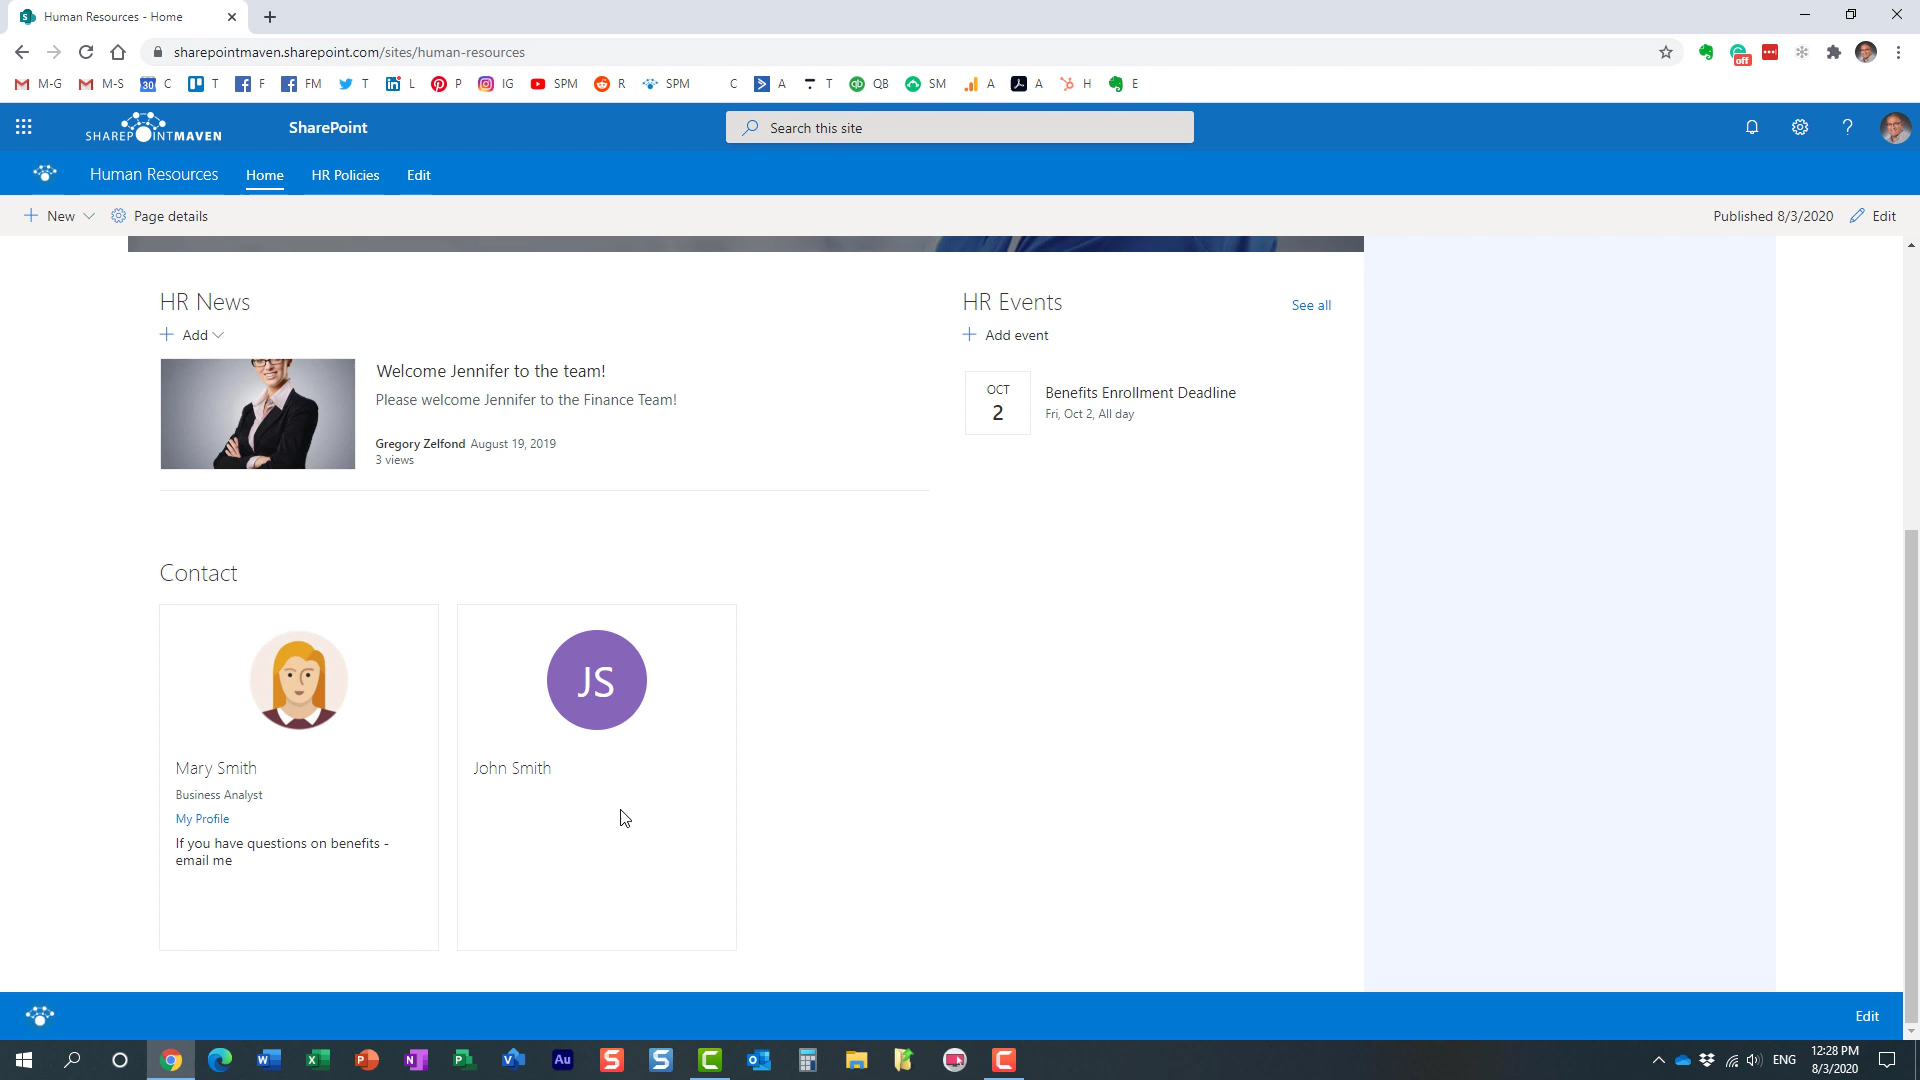 Human Resources - Home
sharepointmaven.sharepoint.com/sites/human-resources
off
M-G
M-S
30
C
T
F
FM
T
L
P
IG
SPM
R
SPM
C
A
T
QB
SM
A
A
H
E
SHAREPOINTMAVEN
SharePoint
Search this site
Human Resources
Home
HR Policies
Edit
New
Page details
Published 8/3/2020
Edit
HR News
Add
Welcome Jennifer to the team!
Please welcome Jennifer to the Finance Team!
Gregory Zelfond August 19, 2019
3 views
HR Events
See all
Add event
OCT
2
Benefits Enrollment Deadline
Fri, Oct 2, All day
Contact
Mary Smith
Business Analyst
My Profile
If you have questions on benefits -
email me
JS
John Smith
Edit
Au
ENG
12:28 PM
8/3/2020